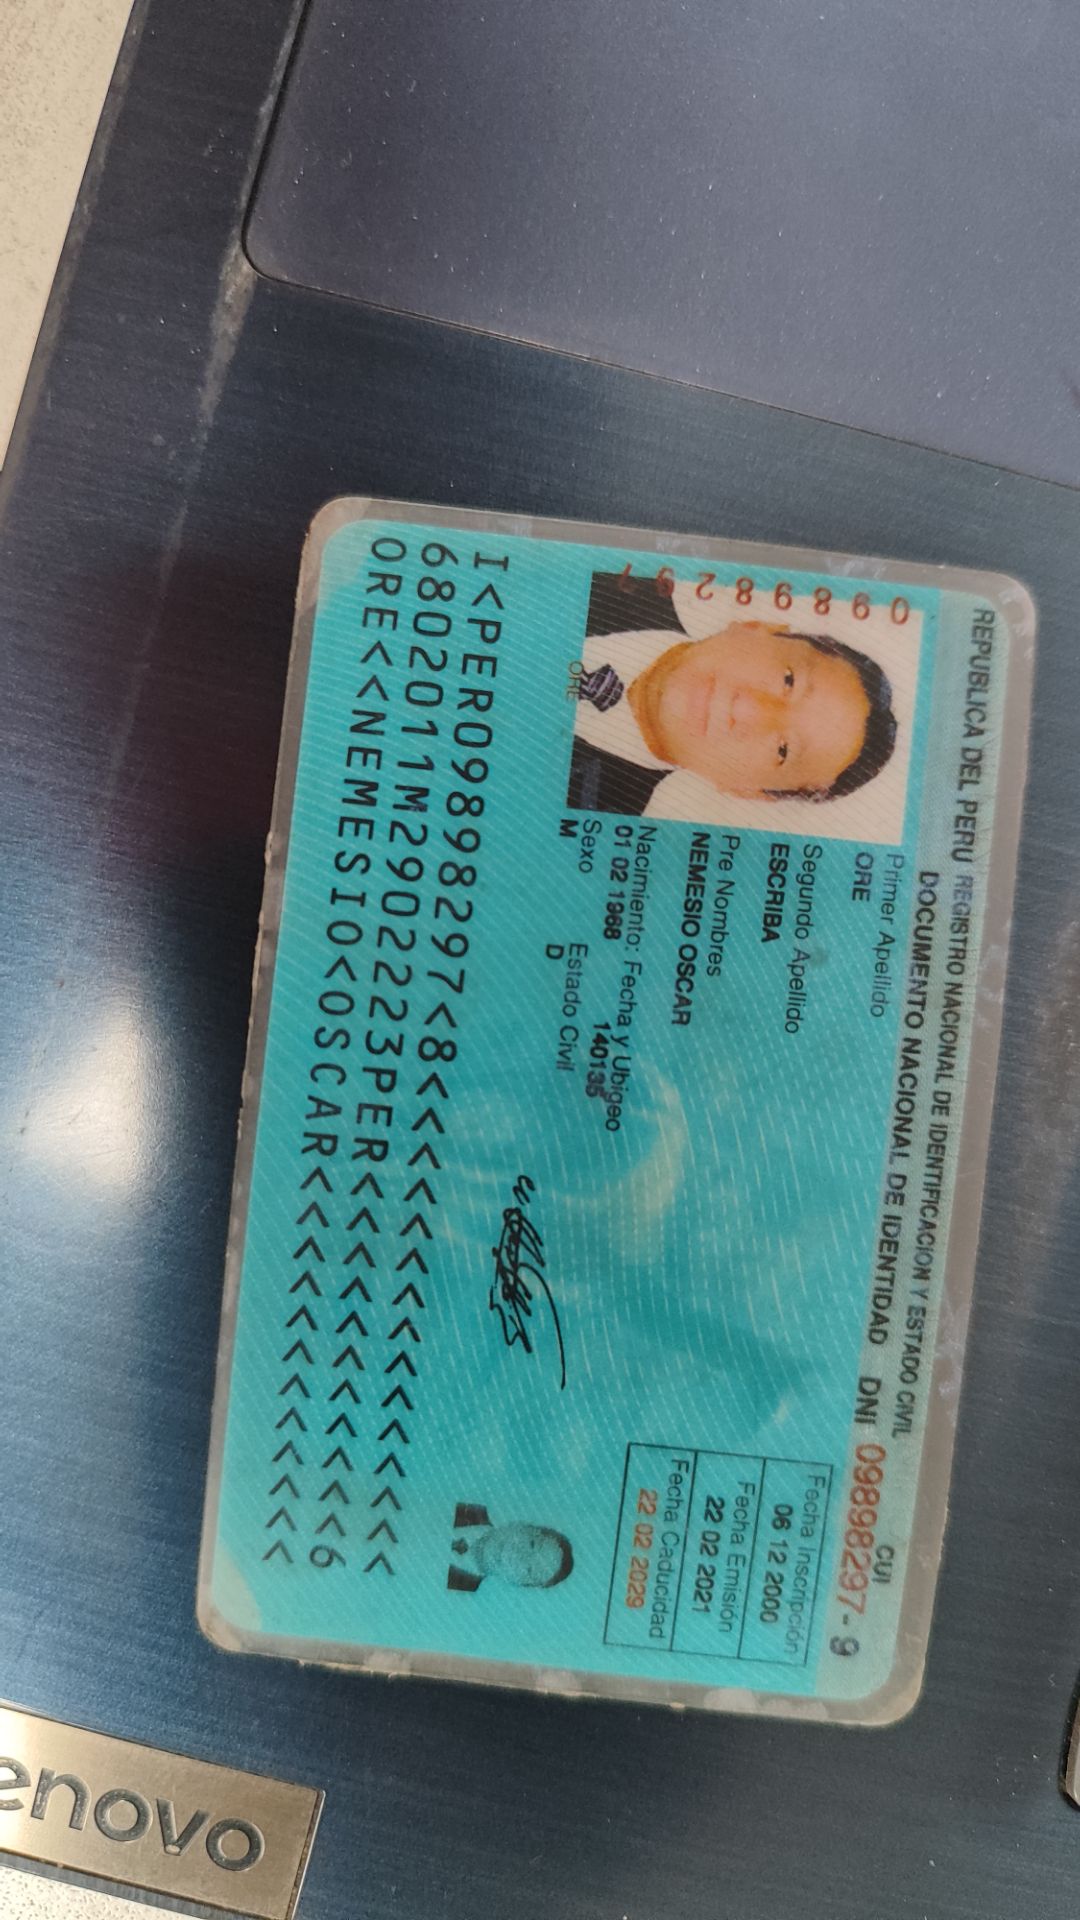 REPUBLICA DEL PERU REGISTRO NACIONAL DE IDENTIFICACION Y ESTADO CIVIL
DOCUMENTO NACIONAL DE IDENTIDAD DNI 09898297-9
CUI
09898297
ORE
Primer Apellido
ORE
Segundo Apellido
ESCRIBA
Pre Nombres
NEMESIO OSCAR
Nacimiento: Fecha y Ubigeo
01 02 1968 140135
Sexo Estado Civil
M D
Fecha Inscripción
06 12 2000
Fecha Emisión
22 02 2021
Fecha Caducidad
22 02 2029
I<PER09898297<8<<<<<<<<<<<<<<<
6802011M2902223PER<<<<<<<<<<<6
ORE<<NEMESIO<OSCAR<<<<<<<<<<<<
enovo